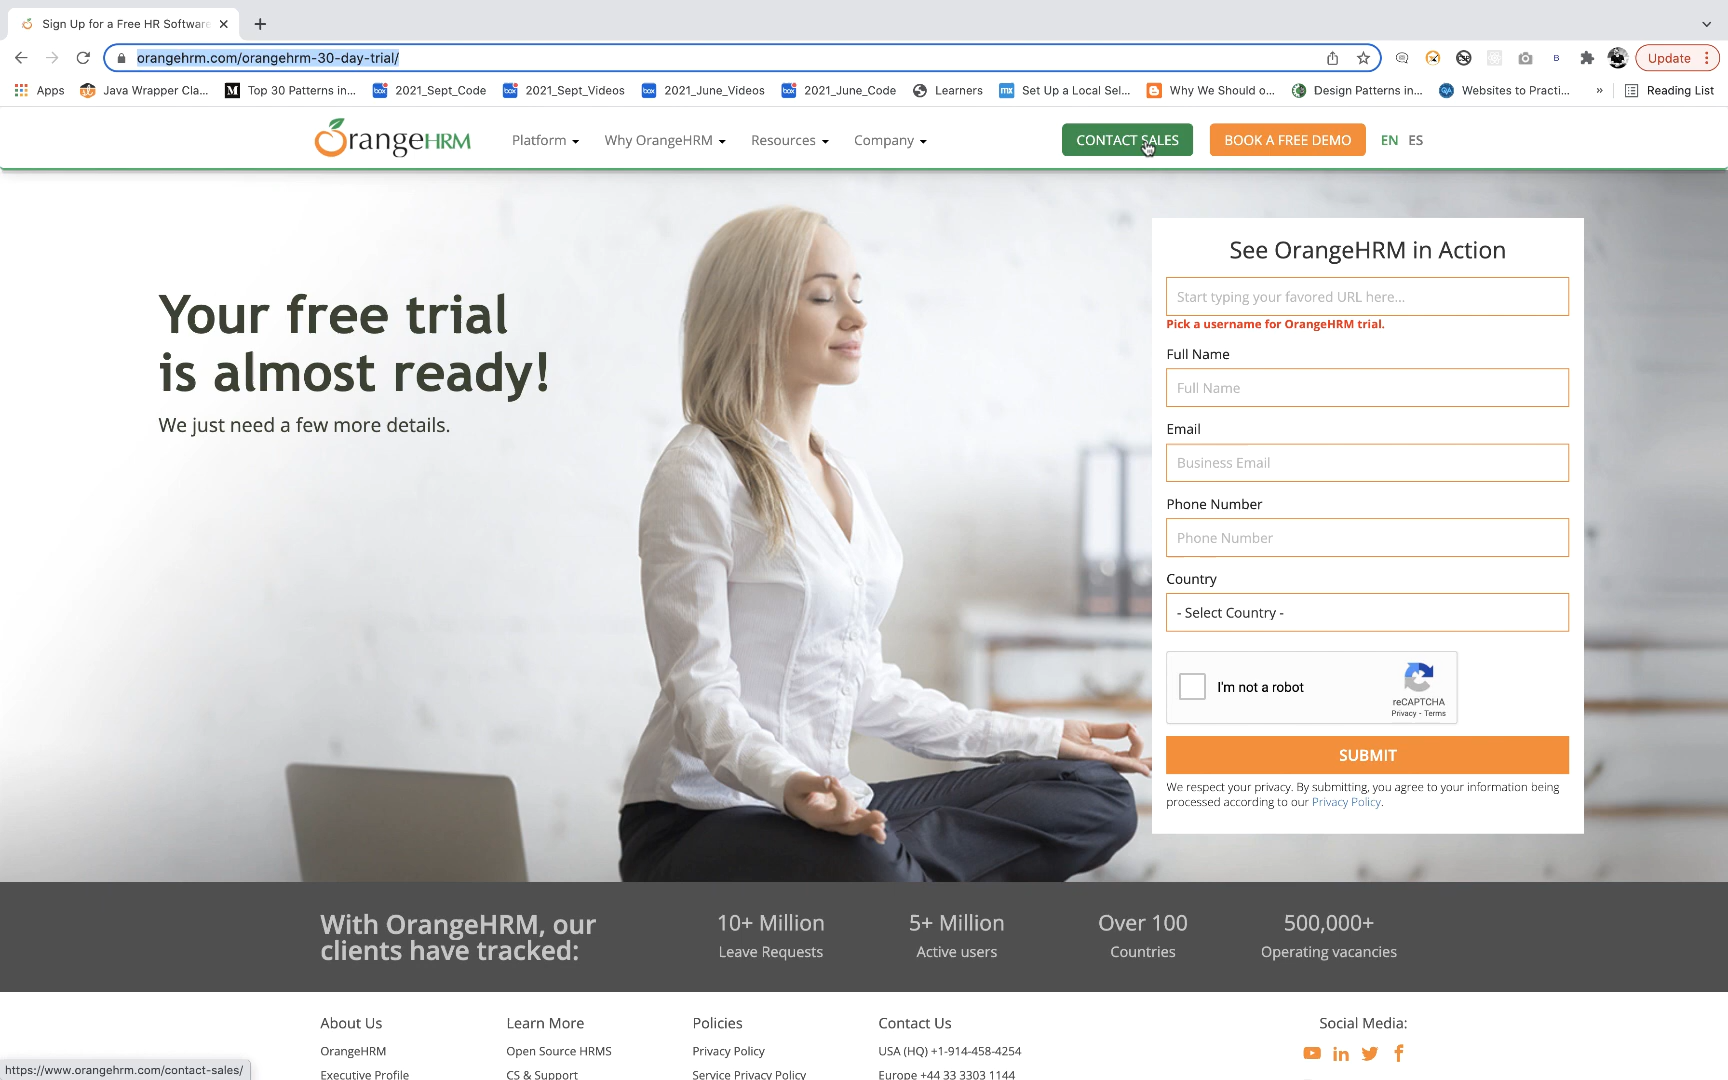 Sign Up for a Free HR Software
orangehrm.com/orangehrm-30-day-trial/
Update
Apps
Java Wrapper Cla...
Top 30 Patterns in...
2021_Sept_Code
2021_Sept_Videos
2021_June_Videos
2021_June_Code
Learners
Set Up a Local Sel...
Why We Should o...
Design Patterns in...
Websites to Practi...
»
Reading List
OrangeHRM
Platform
Why OrangeHRM
Resources
Company
CONTACT SALES
BOOK A FREE DEMO
EN ES
Your free trial
is almost ready!
We just need a few more details.
See OrangeHRM in Action
Start typing your favored URL here...
Pick a username for OrangeHRM trial.
Full Name
Full Name
Email
Business Email
Phone Number
Phone Number
Country
- Select Country -
I'm not a robot
reCAPTCHA
Privacy - Terms
SUBMIT
We respect your privacy. By submitting, you agree to your information being
processed according to our Privacy Policy.
With OrangeHRM, our
clients have tracked:
10+ Million
Leave Requests
5+ Million
Active users
Over 100
Countries
500,000+
Operating vacancies
About Us
OrangeHRM
Executive Profile
Learn More
Open Source HRMS
CS & Support
Policies
Privacy Policy
Service Privacy Policy
Contact Us
USA (HQ) +1-914-458-4254
Europe +44 33 3303 1144
Social Media:
https://www.orangehrm.com/contact-sales/